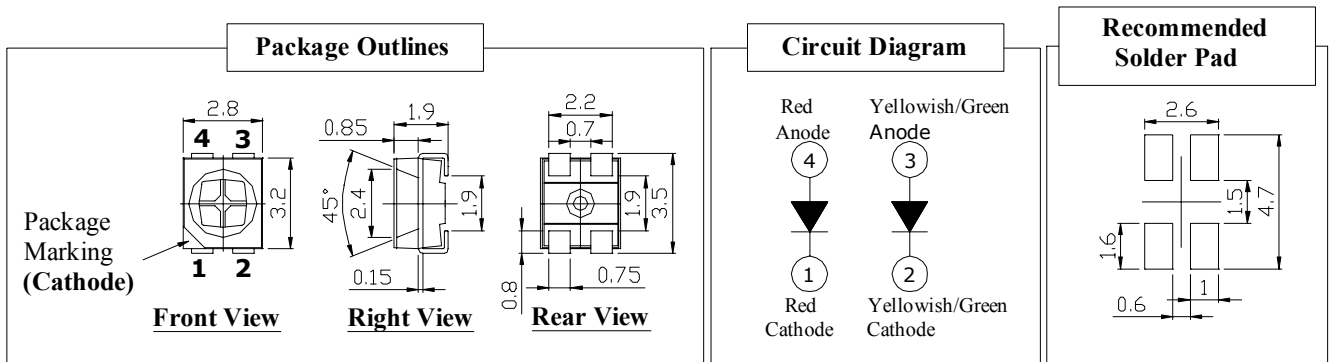 Package Outlines
Circuit Diagram
Recommended
Solder Pad
2.8
4 3
3.2
1 2
Package
Marking
(Cathode)
Front View
1.9
0.85
45°
2.4
1.9
0.15
Right View
2.2
0.7
1.9
3.5
0.8
0.75
Rear View
Red
Anode
Yellowish/Green
Anode
4
3
1
2
Red
Cathode
Yellowish/Green
Cathode
2.6
1.5
4.7
1.6
0.6
1